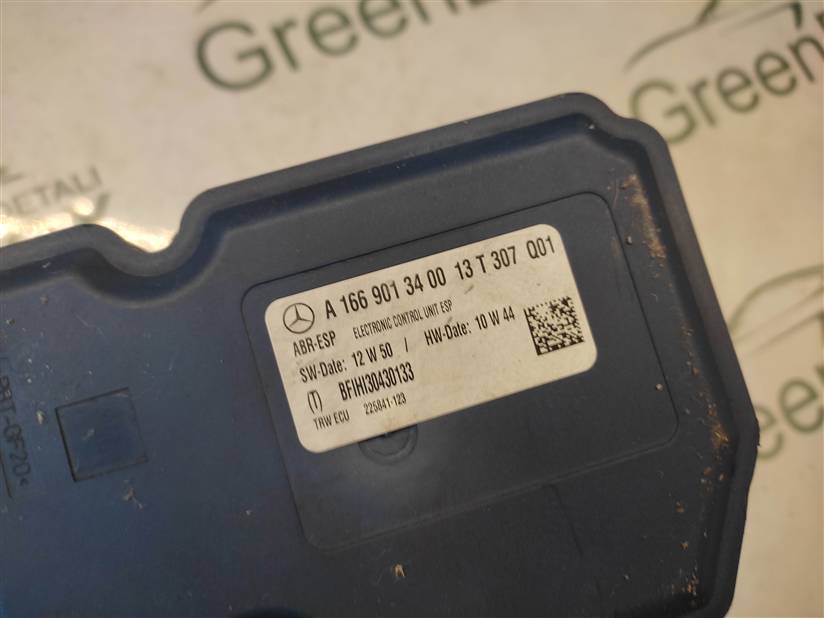 Green
Green
DETALI
A 166 901 34 00 13 T 307 Q01
ABR-ESP ELECTRONIC CONTROL UNIT ESP
SW-Date: 12 W 50 / HW-Date: 10 W 44
(T) BFIHI30430133
TRW ECU 225841-123